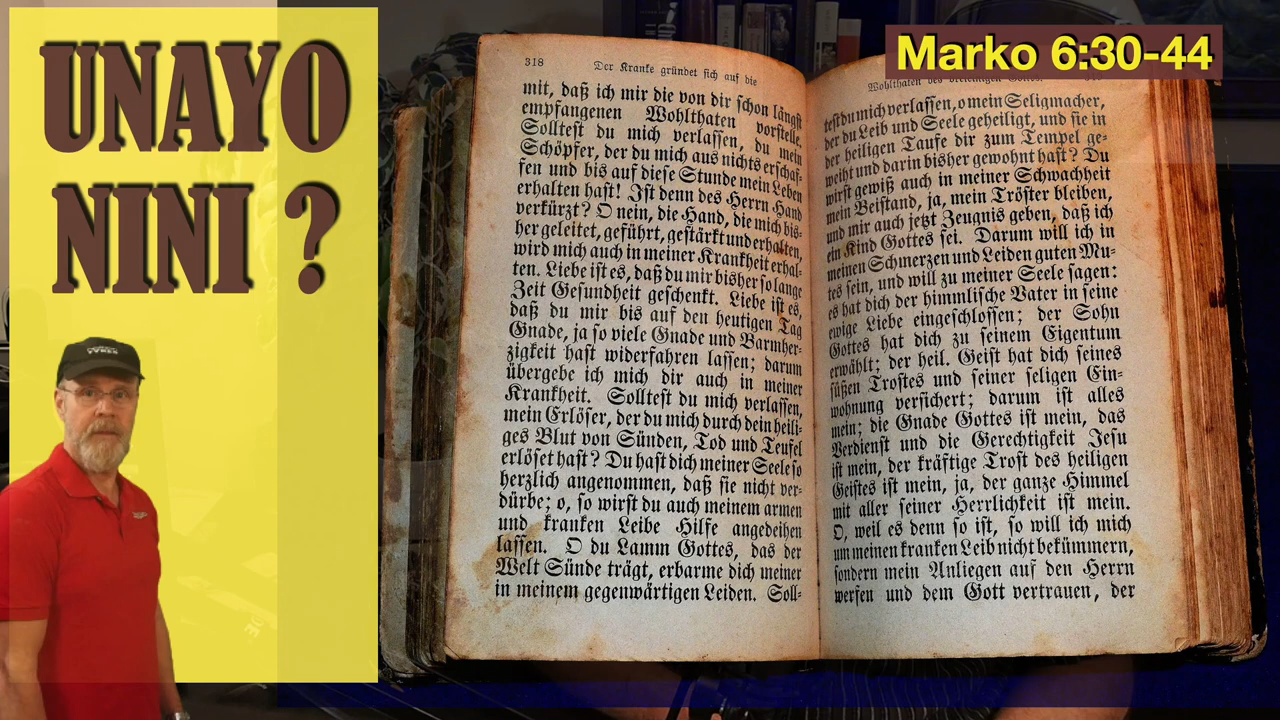 UNAYO
NINI ?
Marko 6:30-44
318
Der Kranke gründet sich auf die
mit, daß ich mir die von dir schon längst
empfangenen Wohlthaten vorstelle.
Solltest du mich verlassen, du mein
Schöpfer, der du mich aus nichts erschaf-
fen und bis auf diese Stunde mein Leben
erhalten hast! Ist denn des Herrn Hand
verkürzt? O nein, die Hand, die mich bis-
her geleitet, geführt, gestärkt und erhalten,
wird mich auch in meiner Krankheit erhal-
ten. Liebe ist es, daß du mir bisher so lange
Zeit Gesundheit geschenkt. Liebe ist es,
daß du mir bis auf den heutigen Tag
Gnade, ja so viele Gnade und Barmher-
zigkeit hast widerfahren lassen; darum
übergebe ich mich dir auch in meiner
Krankheit. Solltest du mich verlassen,
mein Erlöser, der du mich durch dein heili-
ges Blut von Sünden, Tod und Teufel
erlöset hast? Du hast dich meiner Seele so
herzlich angenommen, daß sie nicht ver-
dürbe; o, so wirst du auch meinem armen
und kranken Leibe Hilfe angedeihen
lassen. O du Lamm Gottes, das der
Welt Sünde trägt, erbarme dich meiner
in meinem gegenwärtigen Leiden. Soll-
Wohlthaten des dreieinigen Gottes.
test du mich verlassen, o mein Seligmacher,
der du Leib und Seele geheiligt, und sie in
der heiligen Taufe dir zum Tempel ge-
weiht und darin bisher gewohnt hast? Du
wirst gewiß auch in meiner Schwachheit
mein Beistand, ja, mein Tröster bleiben,
und mir auch jetzt Zeugnis geben, daß ich
ein Kind Gottes sei. Darum will ich in
meinen Schmerzen und Leiden guten Mu-
tes sein, und will zu meiner Seele sagen:
es hat dich der himmlische Vater in seine
ewige Liebe eingeschlossen; der Sohn
Gottes hat dich zu seinem Eigentum
erwählt; der heil. Geist hat dich seines
süßen Trostes und seiner seligen Ein-
wohnung versichert; darum ist alles
mein; die Gnade Gottes ist mein, das
Verdienst und die Gerechtigkeit Jesu
ist mein, der kräftige Trost des heiligen
Geistes ist mein, ja, der ganze Himmel
mit aller seiner Herrlichkeit ist mein.
O, weil es denn so ist, so will ich mich
um meinen kranken Leib nicht bekümmern,
sondern mein Anliegen auf den Herrn
werfen und dem Gott vertrauen, der